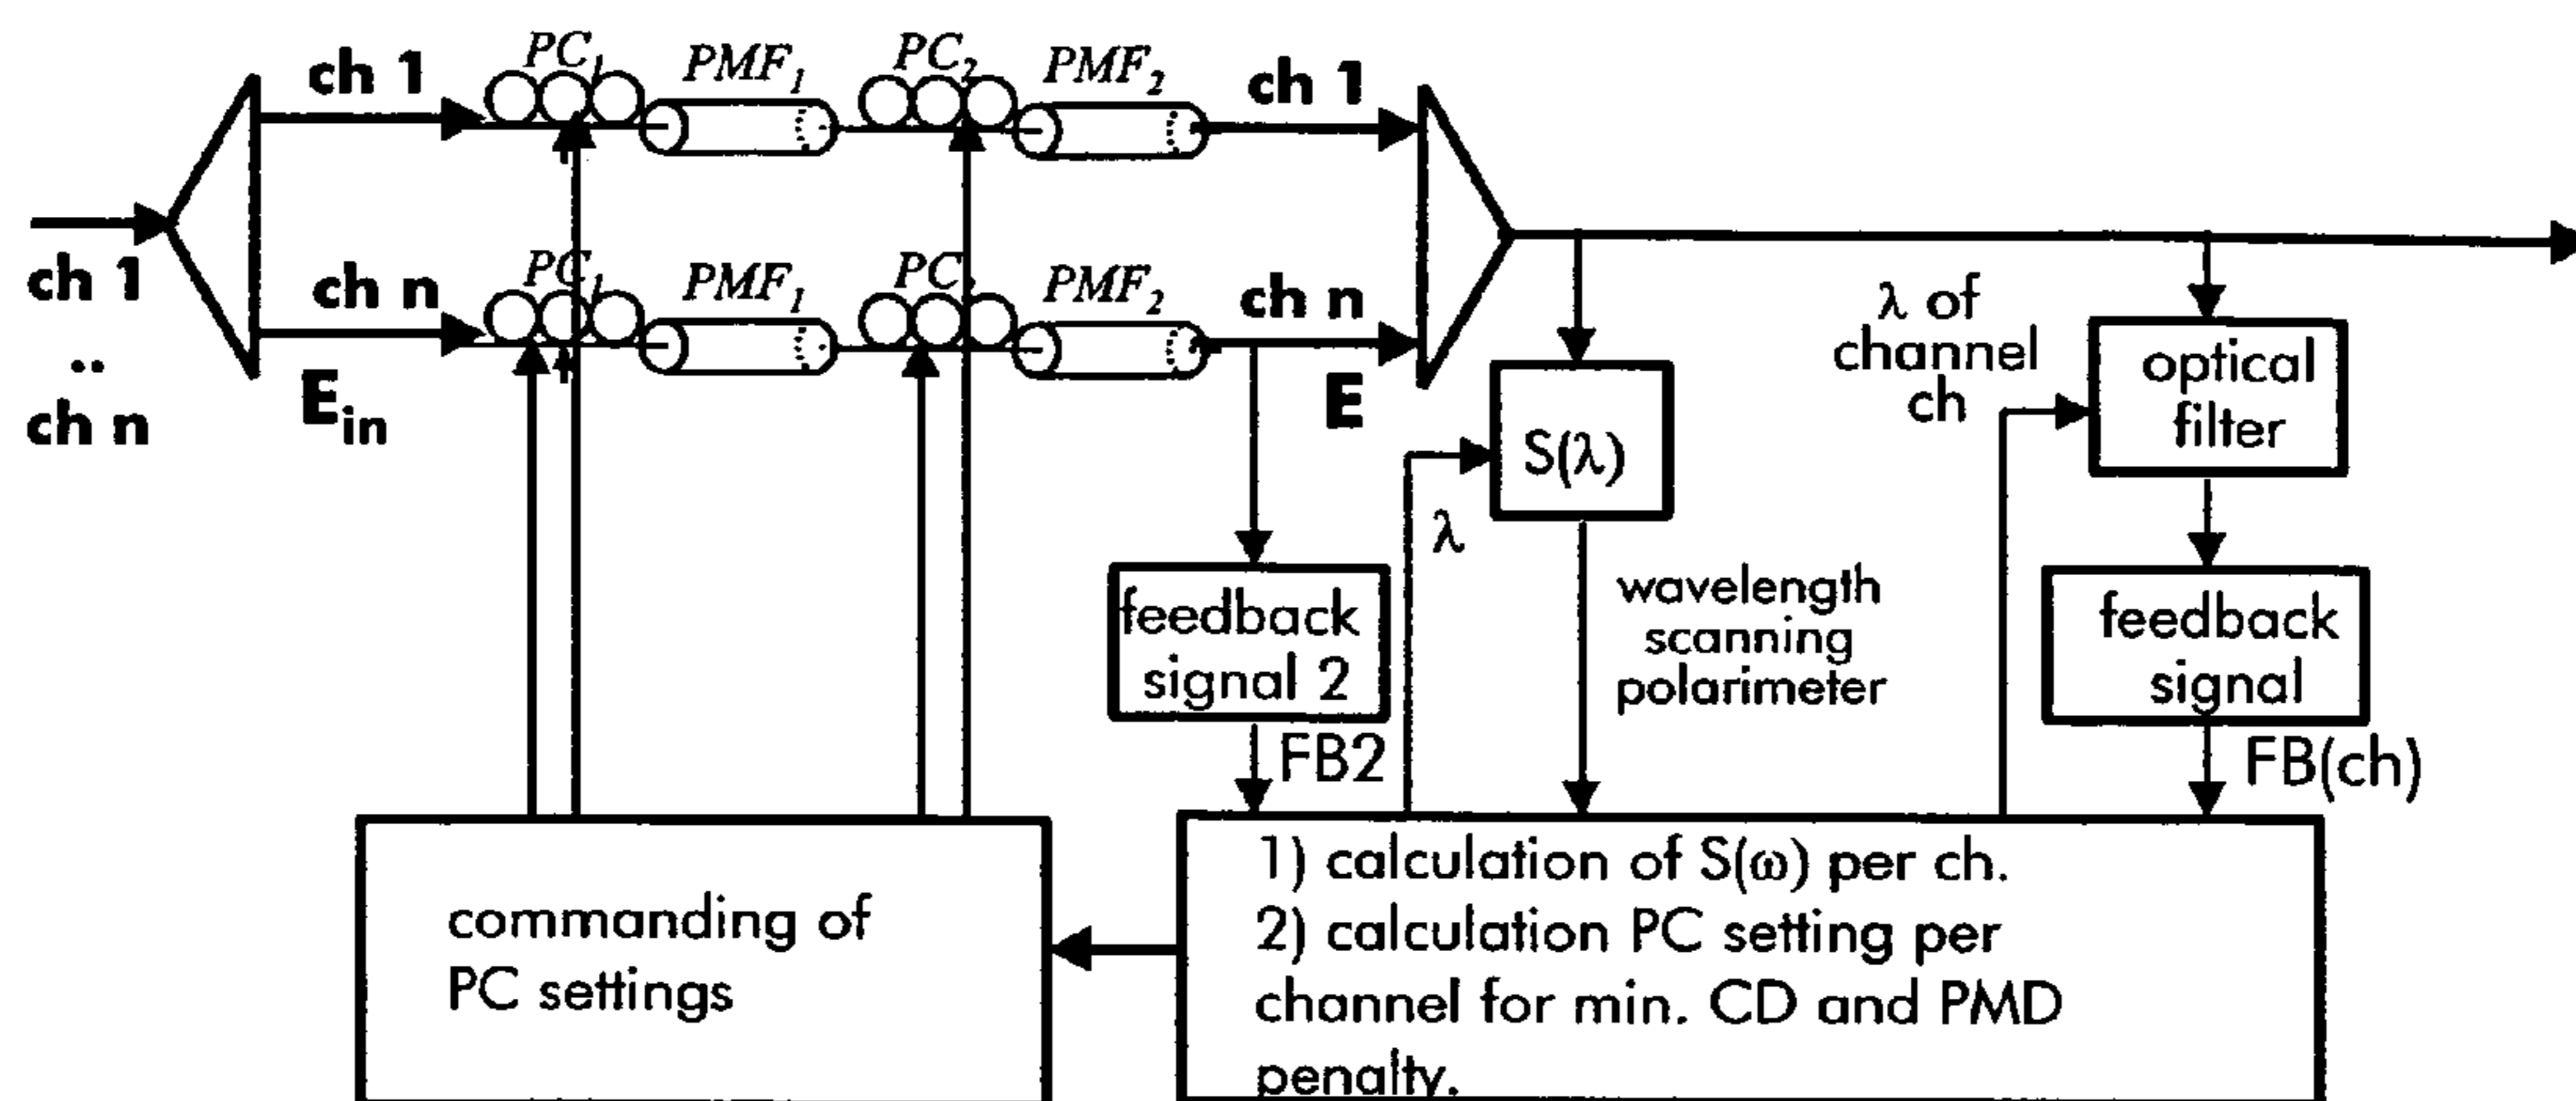 PC1 PMF1 PC2 PMF2
ch 1 ch 1
PC1 PMF1 PMF2
ch 1 ch n ch n
..
ch n Ein E
λ of
channel
ch
optical
filter
S(λ)
λ
feedback
signal 2
wavelength
scanning
polarimeter
feedback
signal
FB2
FB(ch)
commanding of
PC settings
1) calculation of S(ω) per ch.
2) calculation PC setting per
channel for min. CD and PMD
penalty.